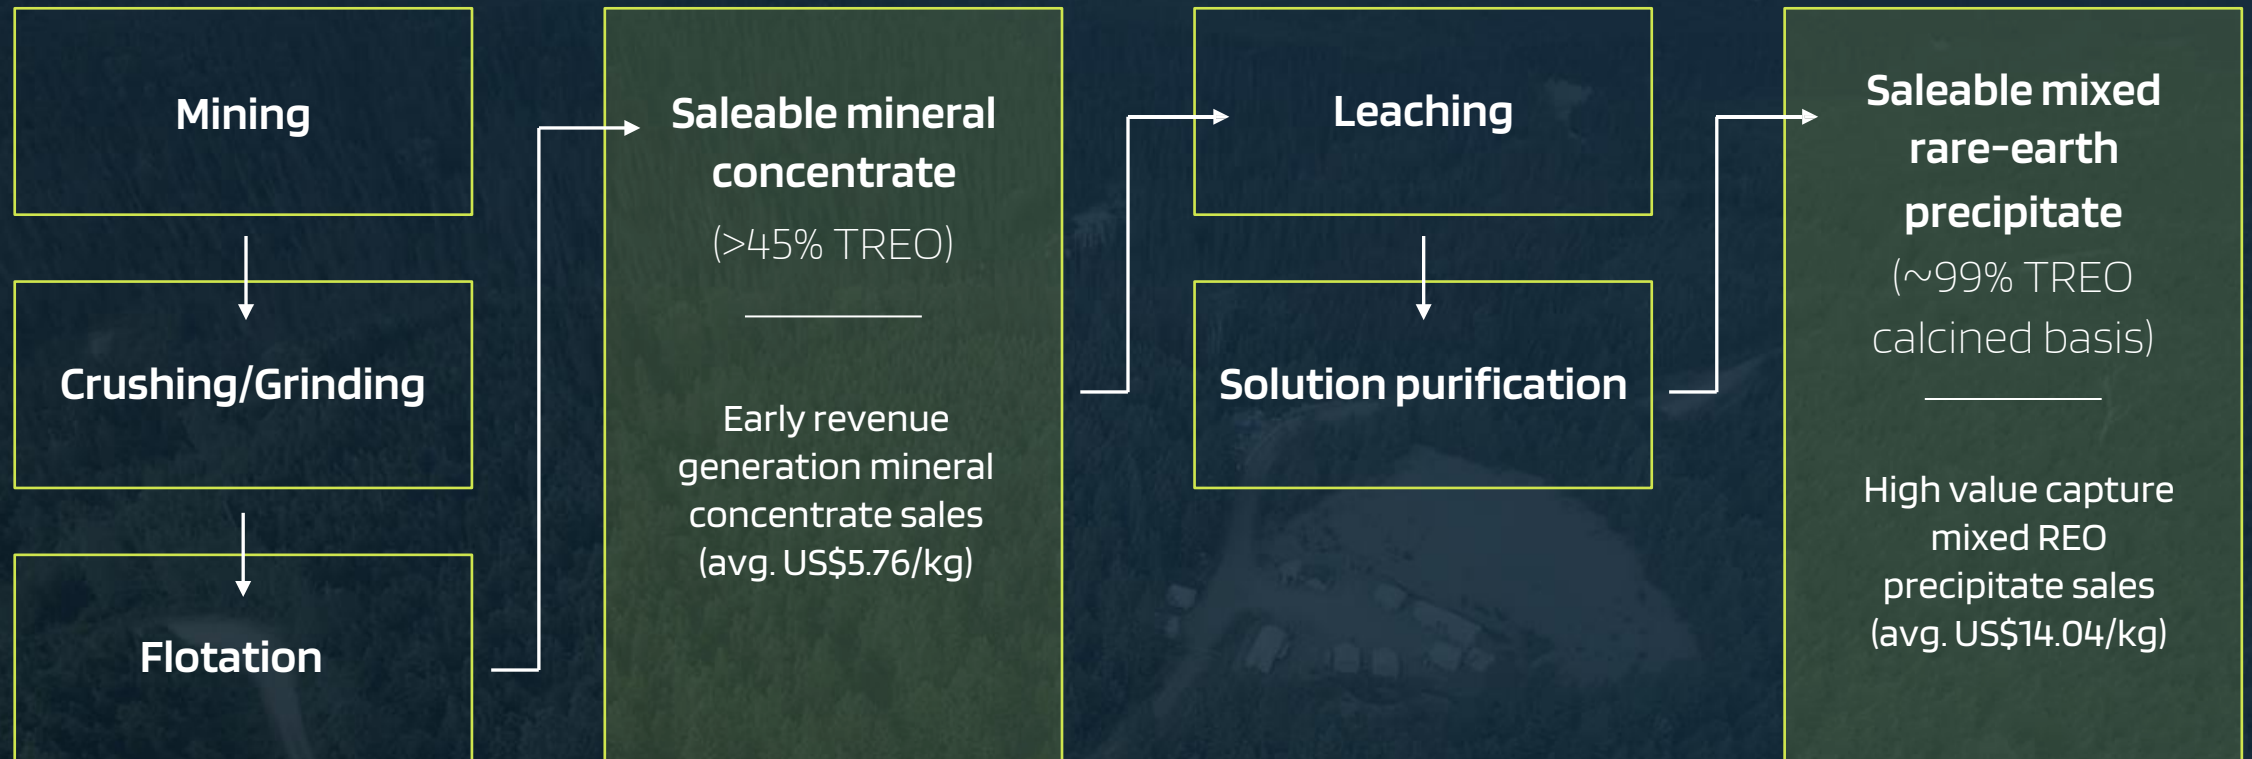 Mining
Crushing/Grinding
Flotation
Saleable mineral
concentrate
(>45% TREO)
Early revenue
generation mineral
concentrate sales
(avg. US$5.76/kg)
Leaching
Solution purification
Saleable mixed
rare-earth
precipitate
(~99% TREO
calcined basis)
High value capture
mixed REO
precipitate sales
(avg. US$14.04/kg)